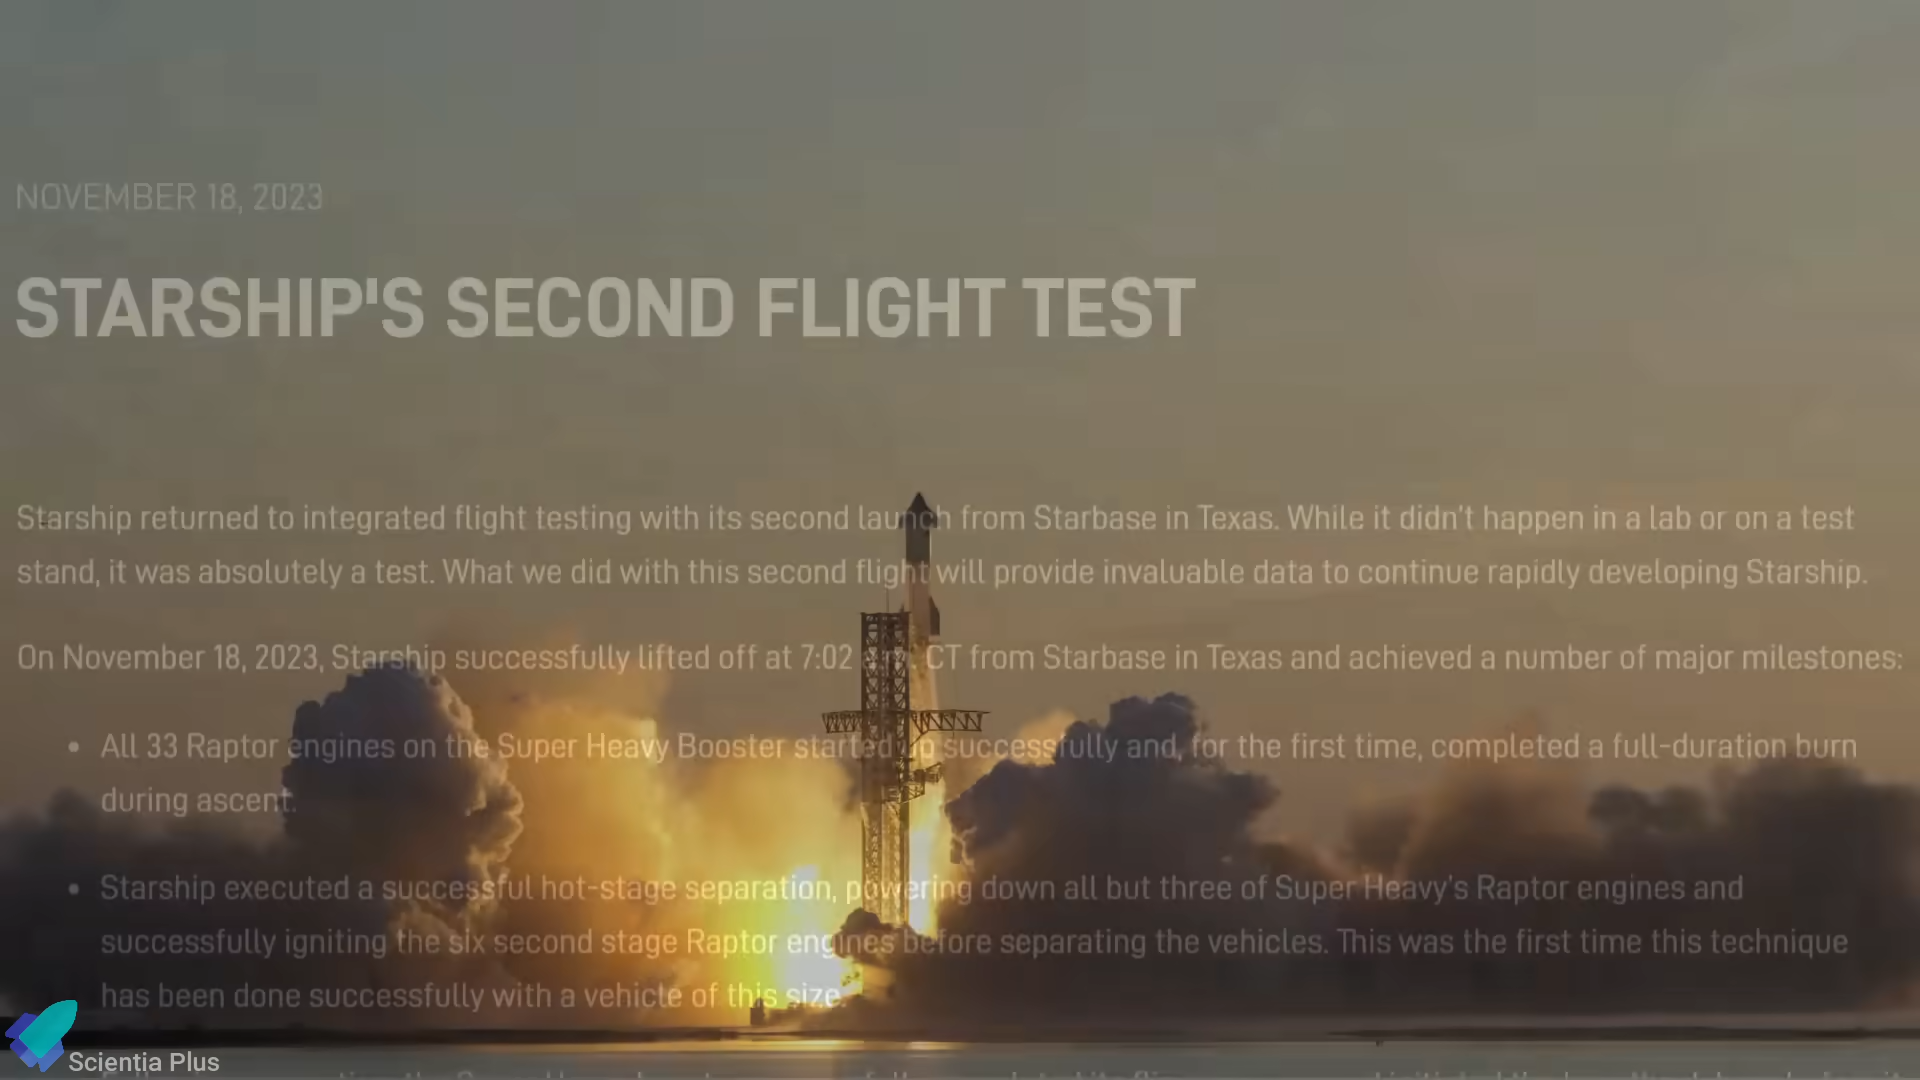 NOVEMBER 18, 2023
STARSHIP'S SECOND FLIGHT TEST
Starship returned to integrated flight testing with its second launch from Starbase in Texas. While it didn't happen in a lab or on a test
stand, it was absolutely a test. What we did with this second flight will provide invaluable data to continue rapidly developing Starship.
On November 18, 2023, Starship successfully lifted off at 7:02 CT from Starbase in Texas and achieved a number of major milestones:
• All 33 Raptor engines on the Super Heavy Booster started up successfully and, for the first time, completed a full-duration burn
during ascent.
• Starship executed a successful hot-stage separation, powering down all but three of Super Heavy's Raptor engines and
successfully igniting the six second stage Raptor engines before separating the vehicles. This was the first time this technique
has been done successfully with a vehicle of this size.
Scientia Plus